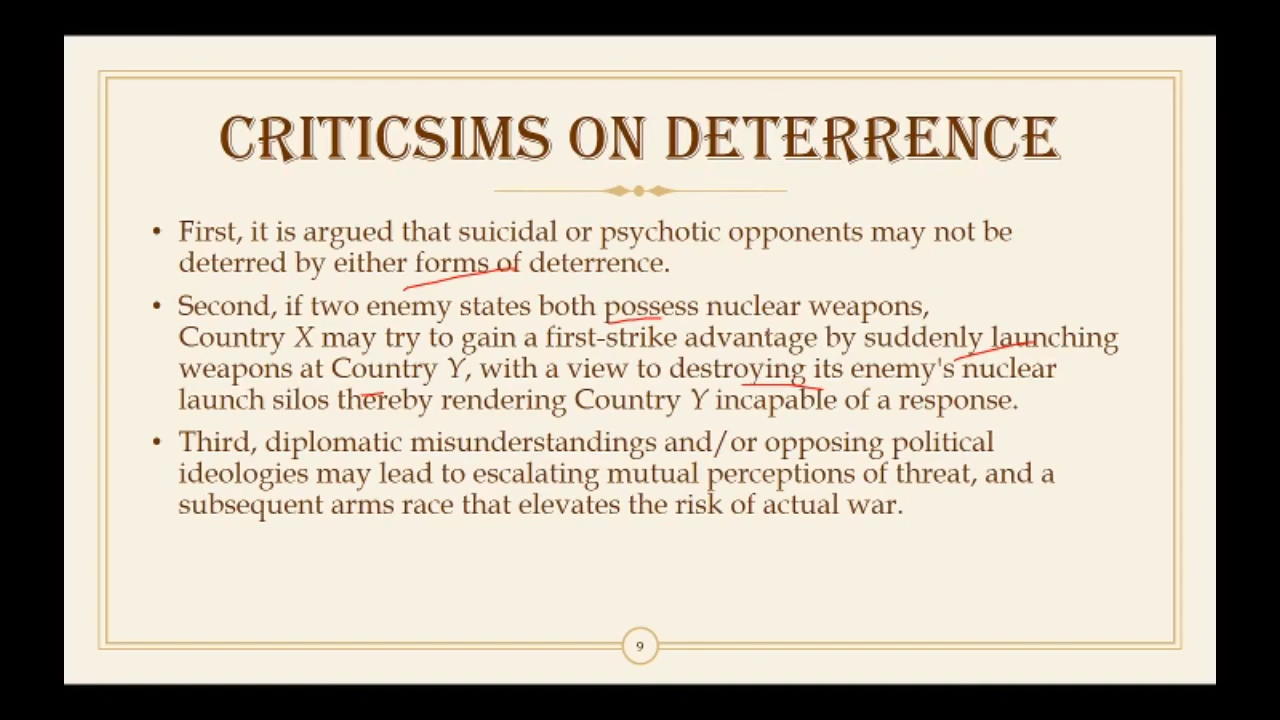 CRITICSIMS ON DETERRENCE
• First, it is argued that suicidal or psychotic opponents may not be
deterred by either forms of deterrence.
• Second, if two enemy states both possess nuclear weapons,
Country X may try to gain a first-strike advantage by suddenly launching
weapons at Country Y, with a view to destroying its enemy's nuclear
launch silos thereby rendering Country Y incapable of a response.
• Third, diplomatic misunderstandings and/or opposing political
ideologies may lead to escalating mutual perceptions of threat, and a
subsequent arms race that elevates the risk of actual war.
9